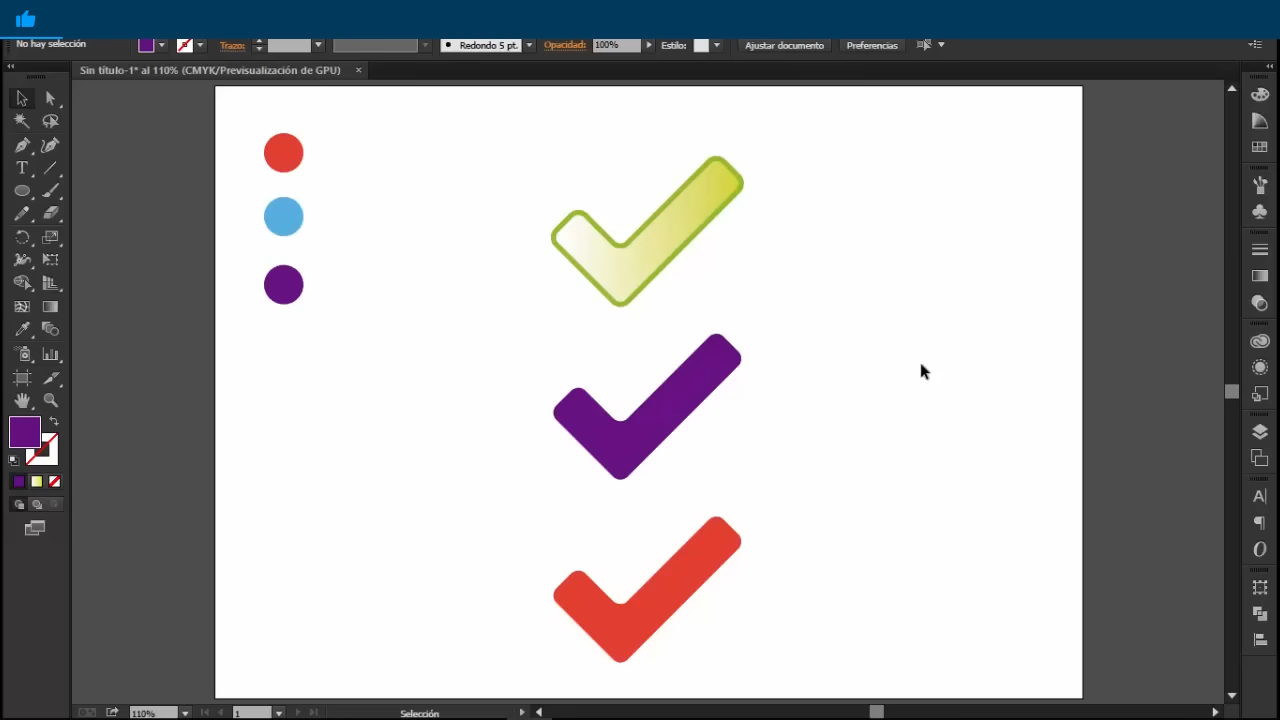 No hay selección Trazo: Redondo 5 pt. Opacidad: 100% Estilo: Ajustar documento Preferencias
Sin título-1* al 110% (CMYK/Previsualización de GPU) ×
110% 1 Selección